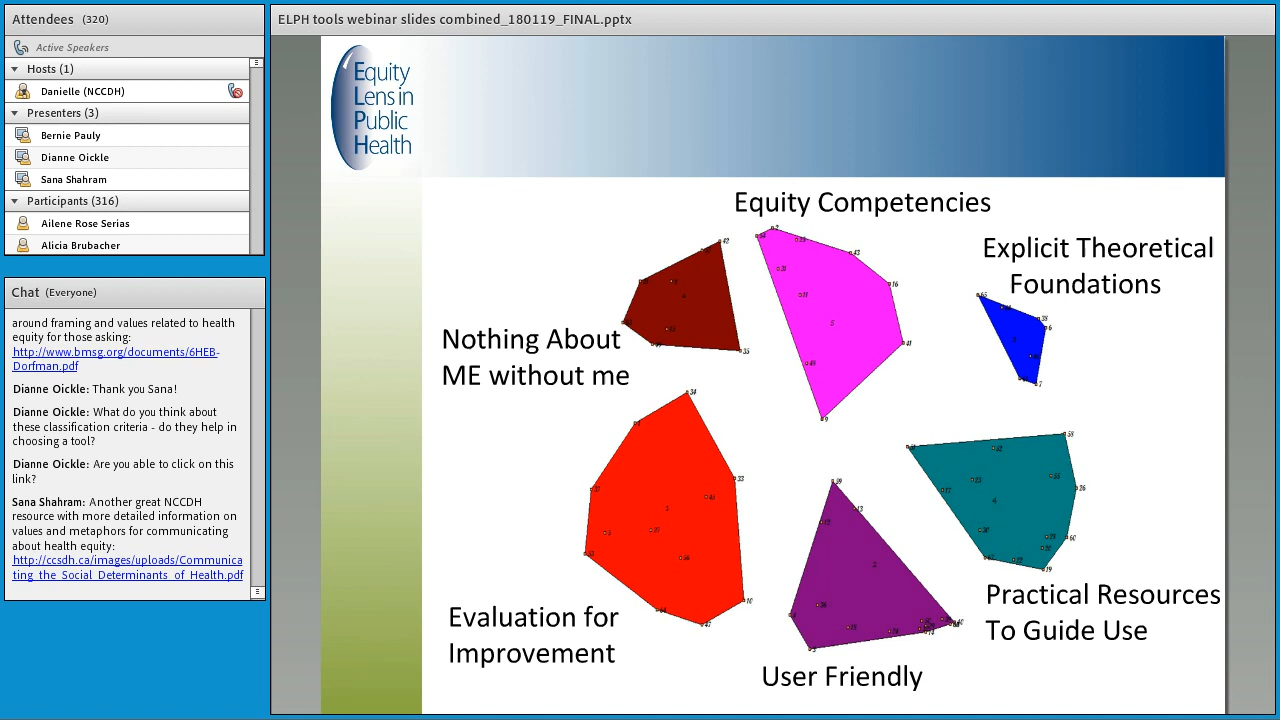 Attendees (320)
Active Speakers
Hosts (1)
Danielle (NCCDH)
Presenters (3)
Bernie Pauly
Dianne Oickle
Sana Shahram
Participants (316)
Ailene Rose Serias
Alicia Brubacher
Chat (Everyone)
around framing and values related to health
equity for those asking:
http://www.bmsg.org/documents/6HEB-
Dorfman.pdf
Dianne Oickle: Thank you Sana!
Dianne Oickle: What do you think about
these classification criteria - do they help in
choosing a tool?
Dianne Oickle: Are you able to click on this
link?
Sana Shahram: Another great NCCDH
resource with more detailed information on
values and metaphors for communicating
about health equity:
http://ccsdh.ca/images/uploads/Communica
ting_the_Social_Determinants_of_Health.pdf
ELPH tools webinar slides combined_180119_FINAL.pptx
Equity
Lens in
Public
Health
Equity Competencies
Explicit Theoretical
Foundations
Nothing About
ME without me
Evaluation for
Improvement
User Friendly
Practical Resources
To Guide Use